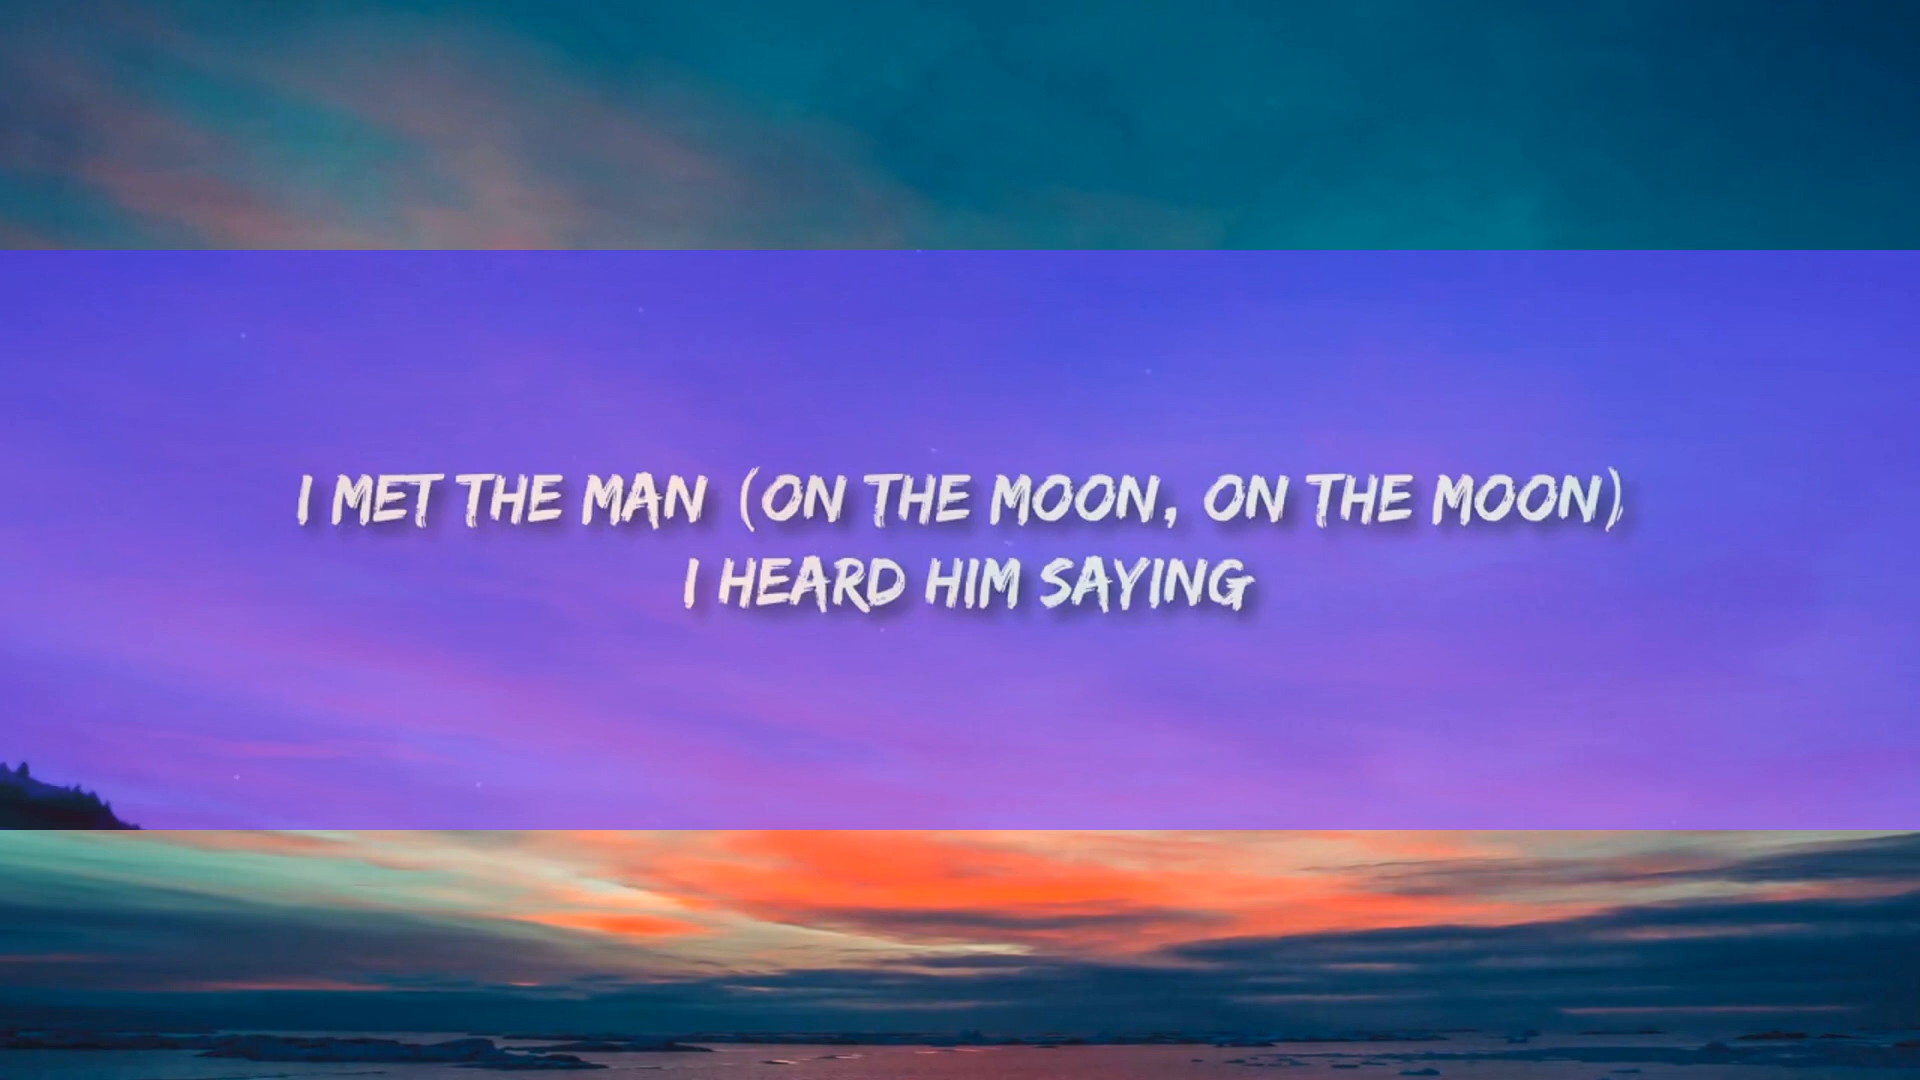 I MET THE MAN (ON THE MOON, ON THE MOON)
I HEARD HIM SAYING